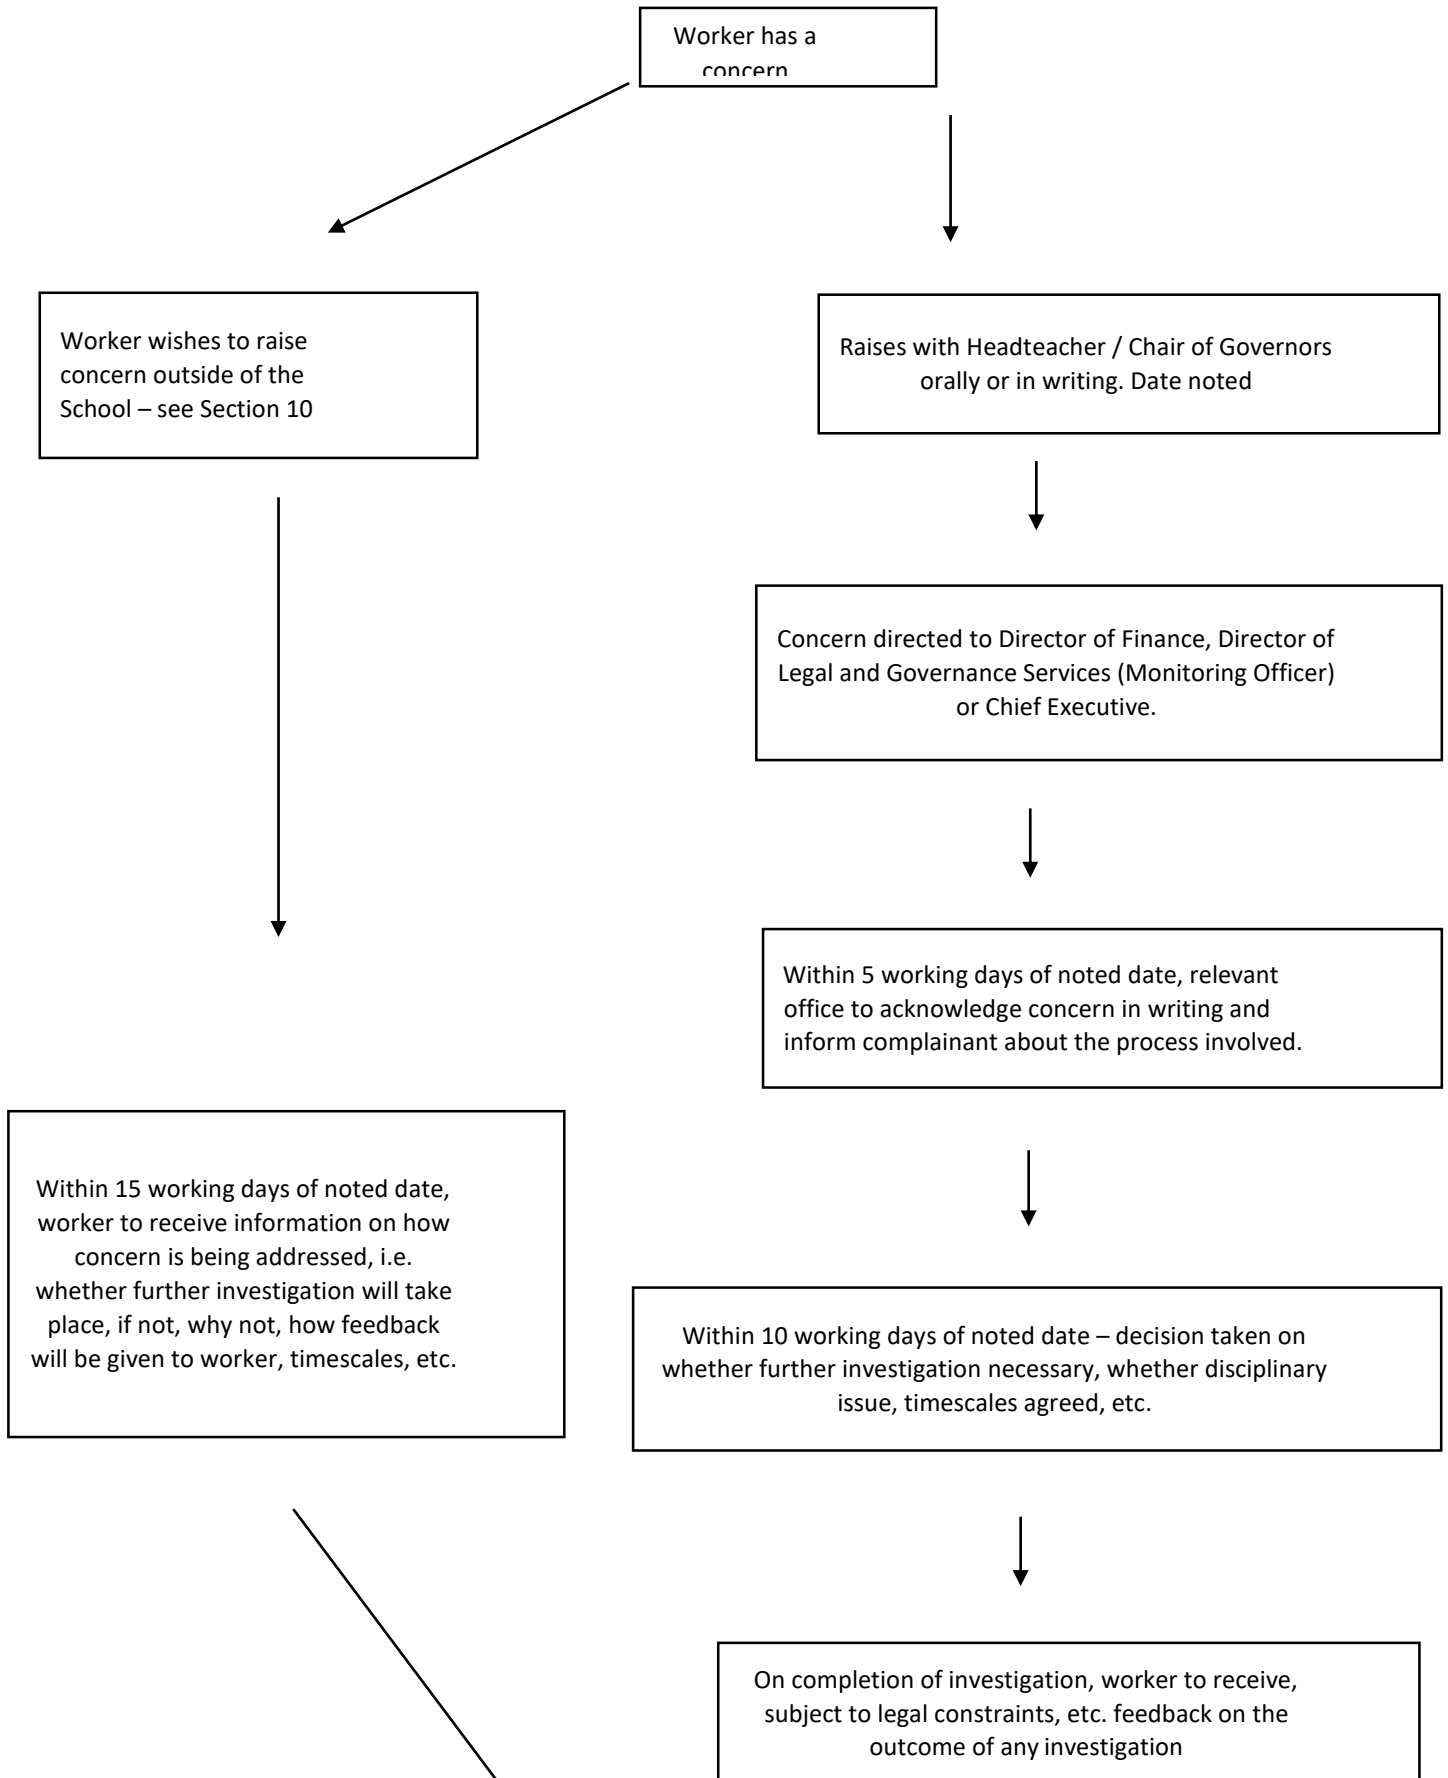 Worker has a
concern
Worker wishes to raise
concern outside of the
School – see Section 10
Raises with Headteacher / Chair of Governors
orally or in writing. Date noted
Concern directed to Director of Finance, Director of
Legal and Governance Services (Monitoring Officer)
or Chief Executive.
Within 5 working days of noted date, relevant
office to acknowledge concern in writing and
inform complainant about the process involved.
Within 15 working days of noted date,
worker to receive information on how
concern is being addressed, i.e.
whether further investigation will take
place, if not, why not, how feedback
will be given to worker, timescales, etc.
Within 10 working days of noted date – decision taken on
whether further investigation necessary, whether disciplinary
issue, timescales agreed, etc.
On completion of investigation, worker to receive,
subject to legal constraints, etc. feedback on the
outcome of any investigation